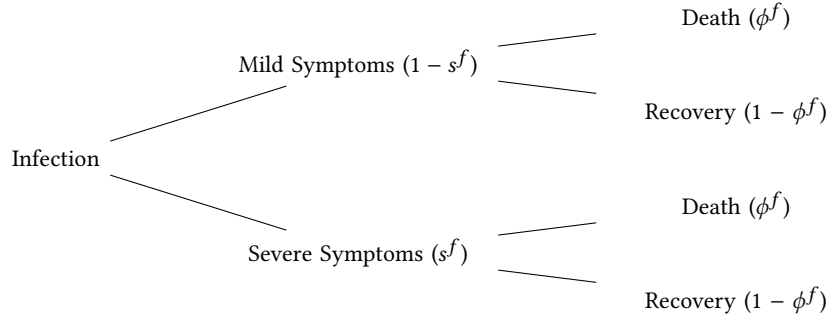 Death (ϕ^f)
Mild Symptoms (1 − s^f)
Recovery (1 − ϕ^f)
Infection
Death (ϕ^f)
Severe Symptoms (s^f)
Recovery (1 − ϕ^f)